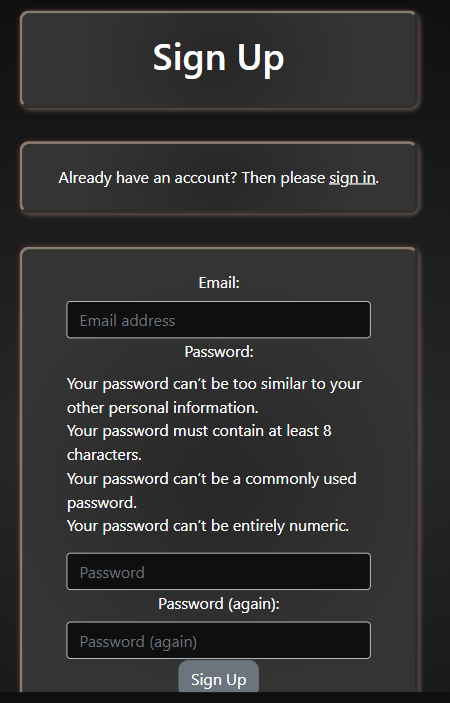 Sign Up
Already have an account? Then please sign in.
Email:
Email address
Password:
Your password can’t be too similar to your
other personal information.
Your password must contain at least 8
characters.
Your password can’t be a commonly used
password.
Your password can’t be entirely numeric.
Password
Password (again):
Password (again)
Sign Up